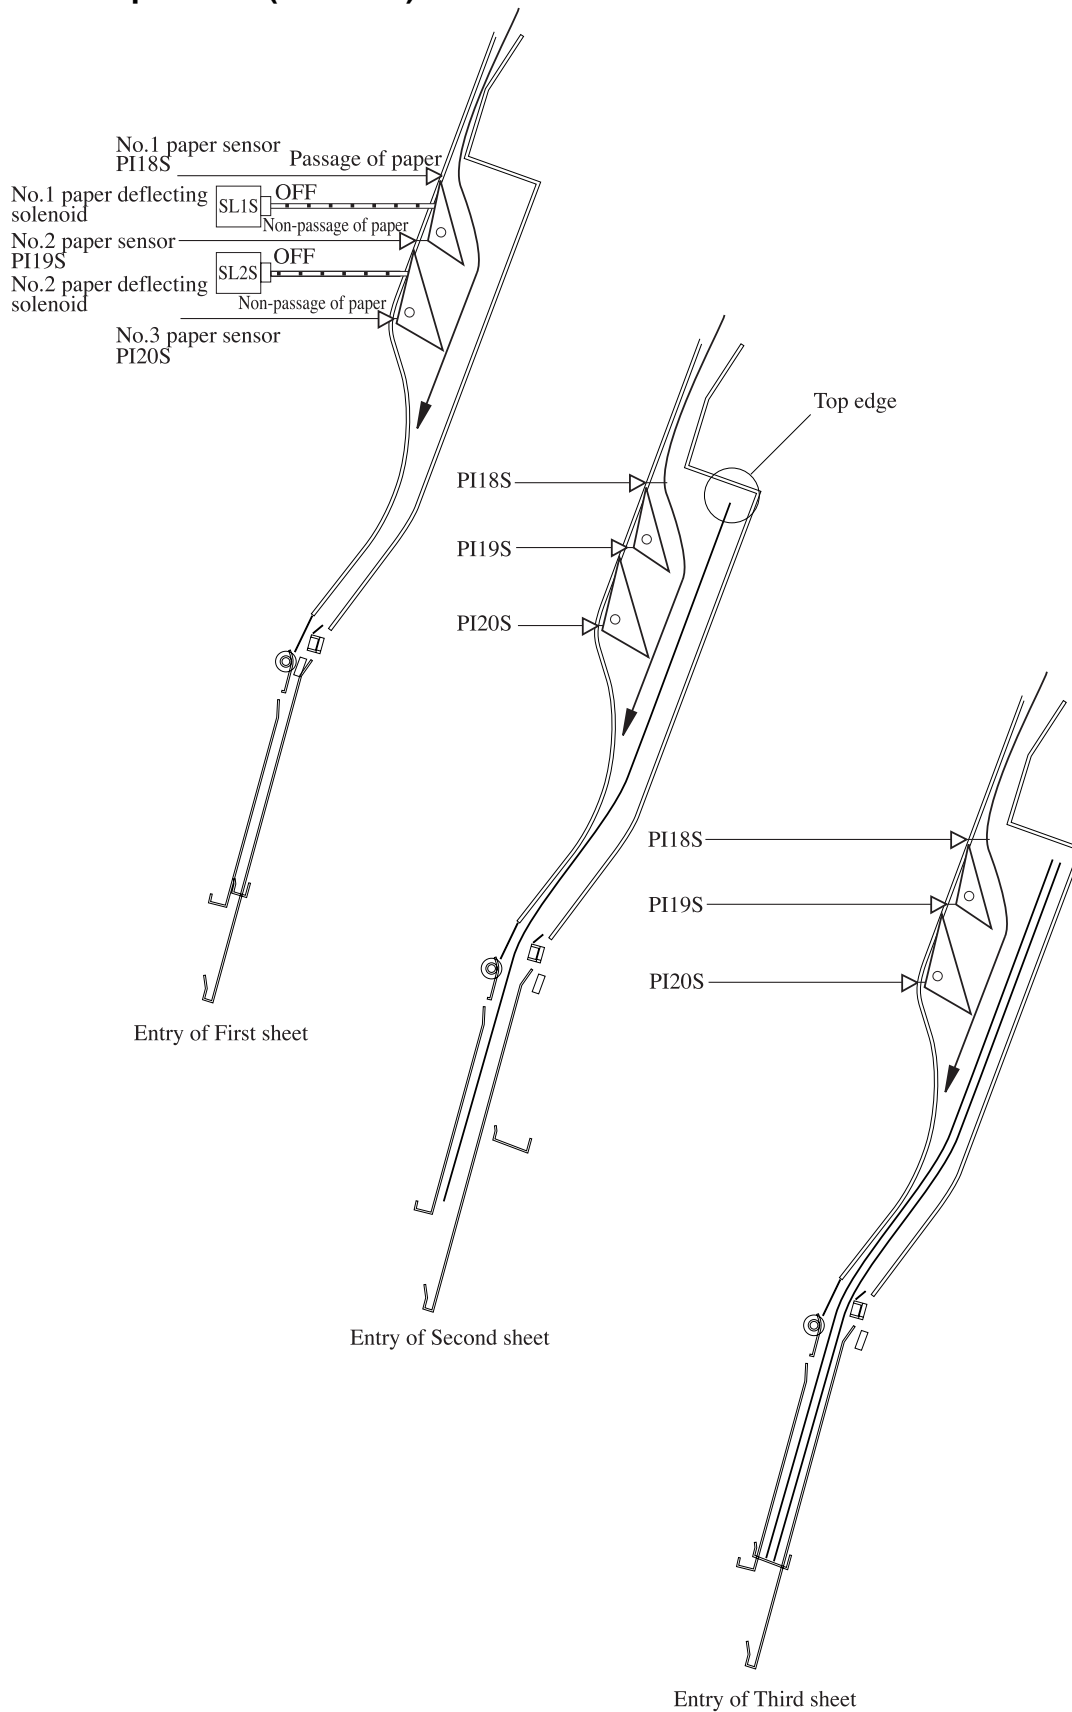 No.1 paper sensor
PI18S
Passage of paper
No.1 paper deflecting
solenoid
SL1S
OFF
Non-passage of paper
No.2 paper sensor
PI19S
No.2 paper deflecting
solenoid
SL2S
OFF
Non-passage of paper
No.3 paper sensor
PI20S
Entry of First sheet
Top edge
PI18S
PI19S
PI20S
Entry of Second sheet
PI18S
PI19S
PI20S
Entry of Third sheet